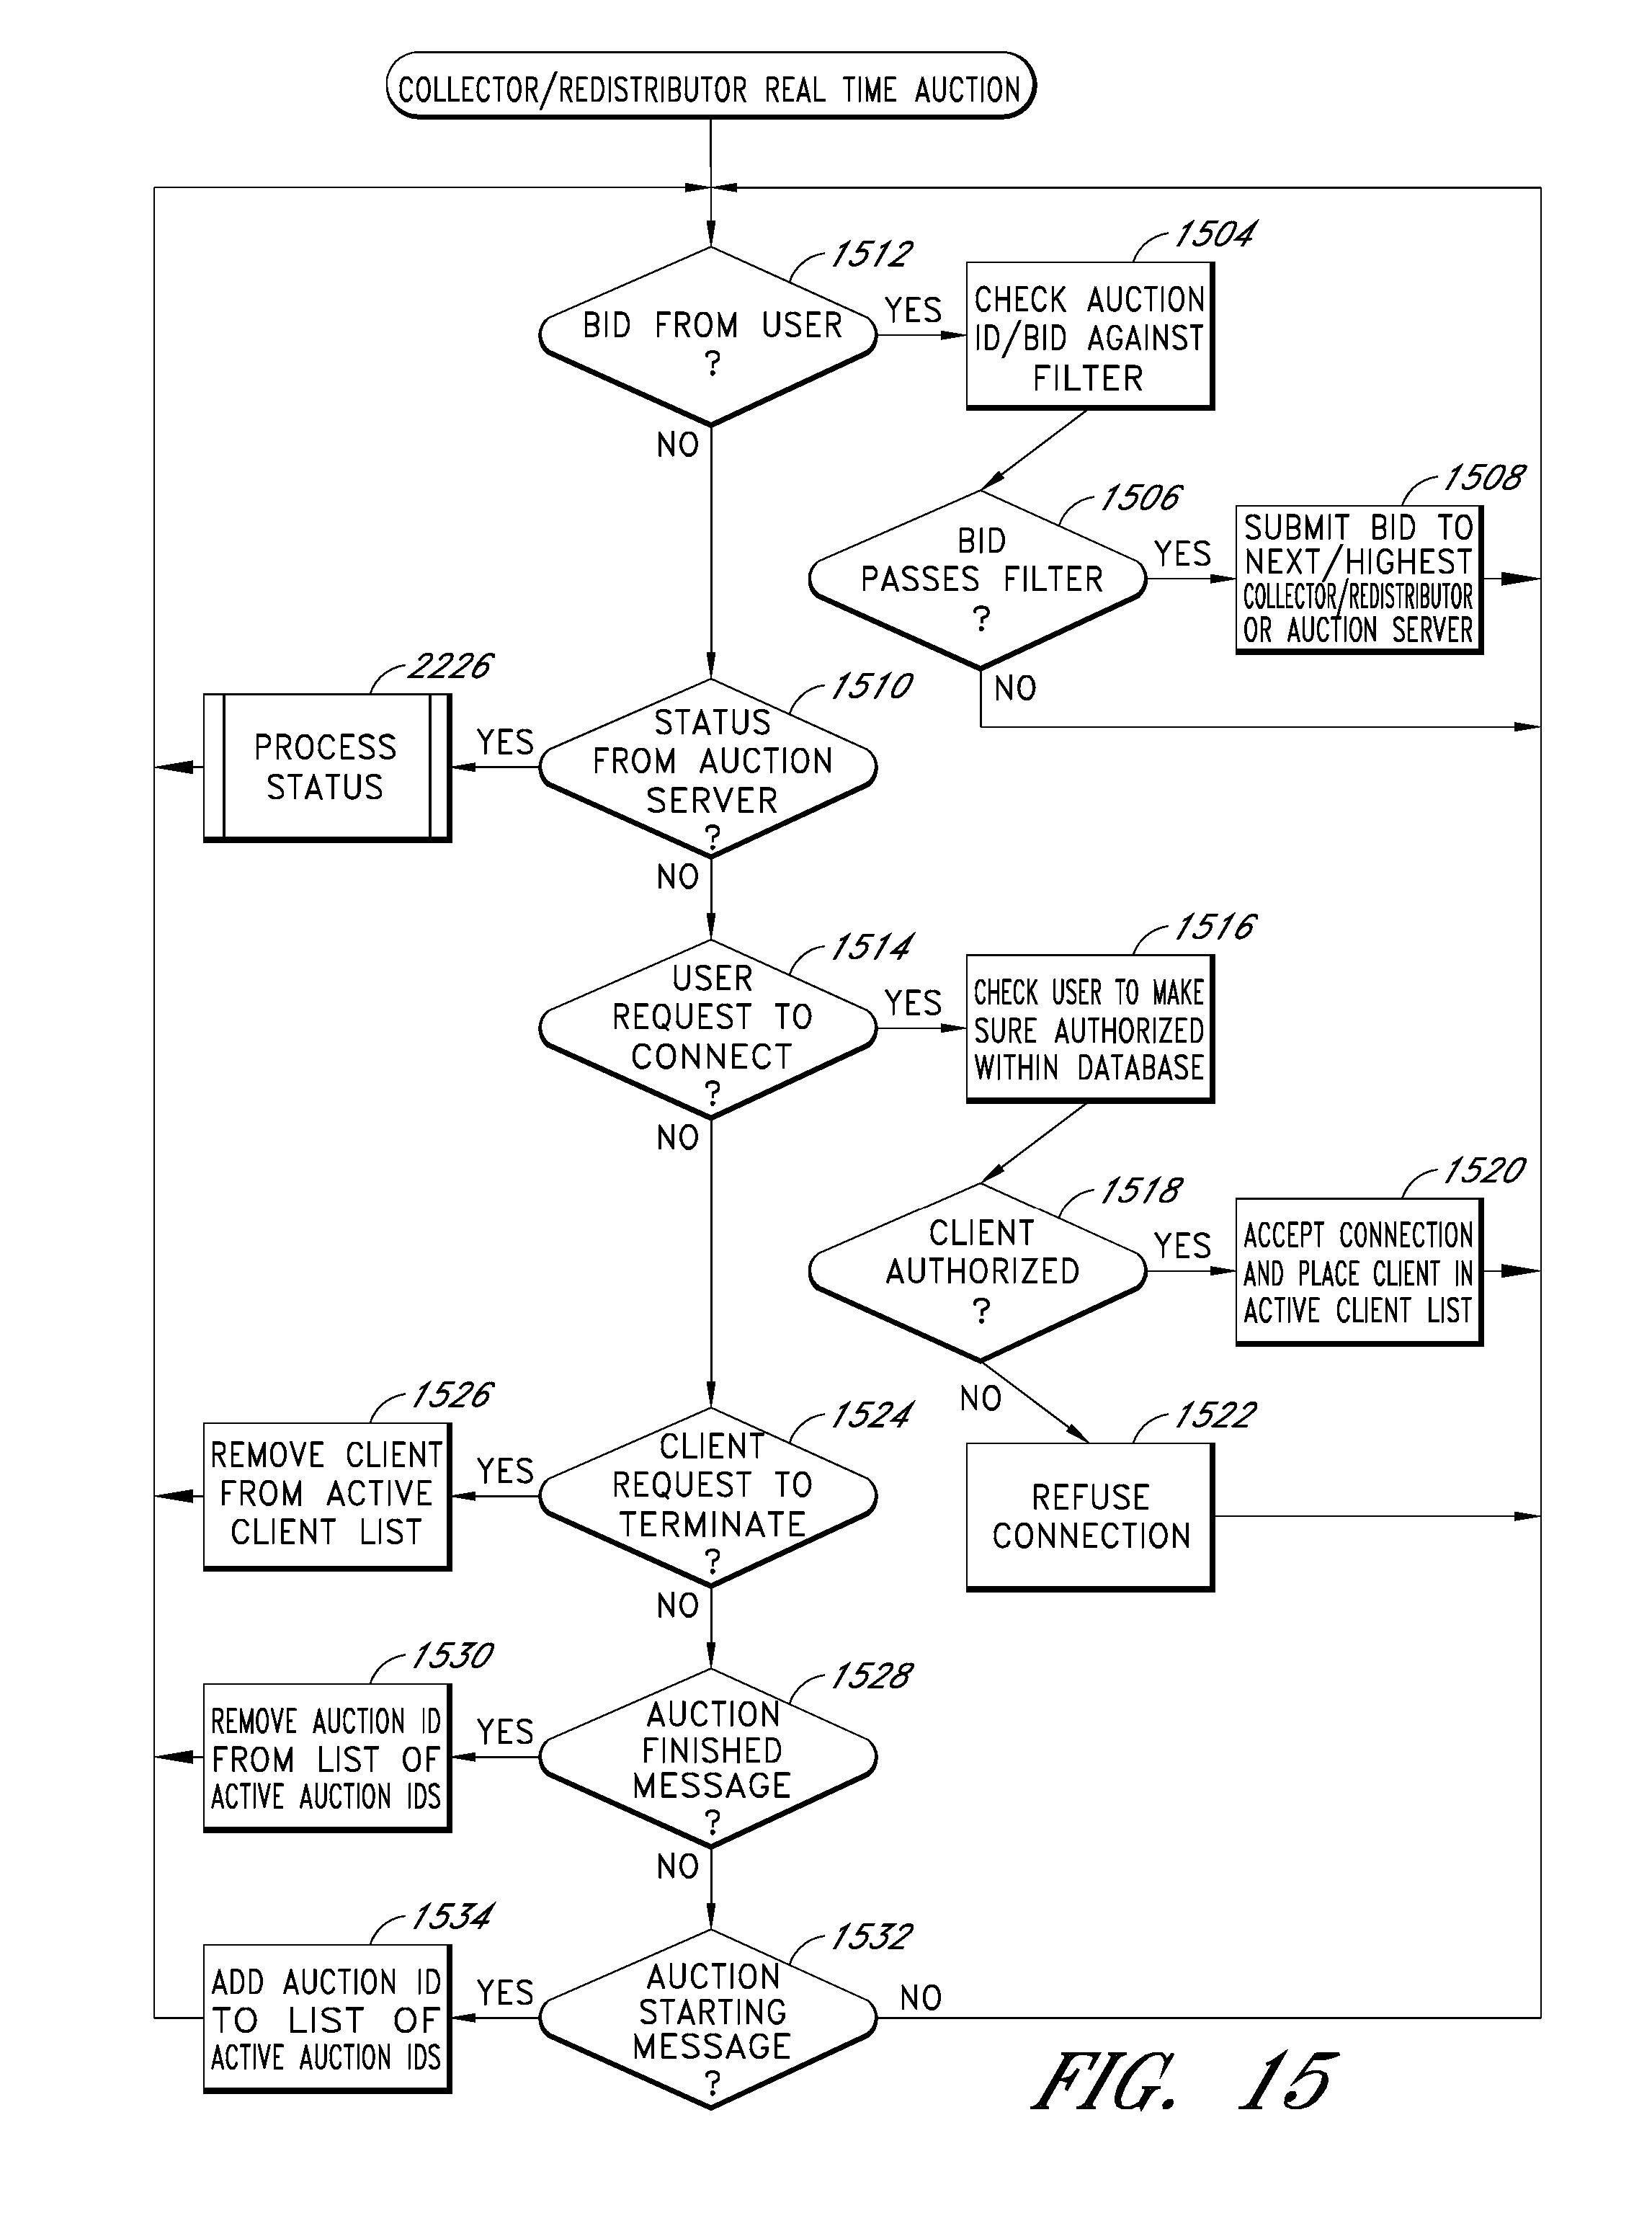 COLLECTOR/REDISTRIBUTOR REAL TIME AUCTION
1512
BID FROM USER
?
YES
NO
1504
CHECK AUCTION
ID/BID AGAINST
FILTER
1506
BID
PASSES FILTER
?
YES
NO
1508
SUBMIT BID TO
NEXT/HIGHEST
COLLECTOR/REDISTRIBUTOR
OR AUCTION SERVER
2226
PROCESS
STATUS
YES
1510
STATUS
FROM AUCTION
SERVER
?
NO
1514
USER
REQUEST TO
CONNECT
?
YES
NO
1516
CHECK USER TO MAKE
SURE AUTHORIZED
WITHIN DATABASE
1518
CLIENT
AUTHORIZED
?
YES
NO
1520
ACCEPT CONNECTION
AND PLACE CLIENT IN
ACTIVE CLIENT LIST
1522
REFUSE
CONNECTION
1526
REMOVE CLIENT
FROM ACTIVE
CLIENT LIST
YES
1524
CLIENT
REQUEST TO
TERMINATE
?
NO
1530
REMOVE AUCTION ID
FROM LIST OF
ACTIVE AUCTION IDS
YES
1528
AUCTION
FINISHED
MESSAGE
?
NO
1534
ADD AUCTION ID
TO LIST OF
ACTIVE AUCTION IDS
YES
1532
AUCTION
STARTING
MESSAGE
?
NO
FIG. 15